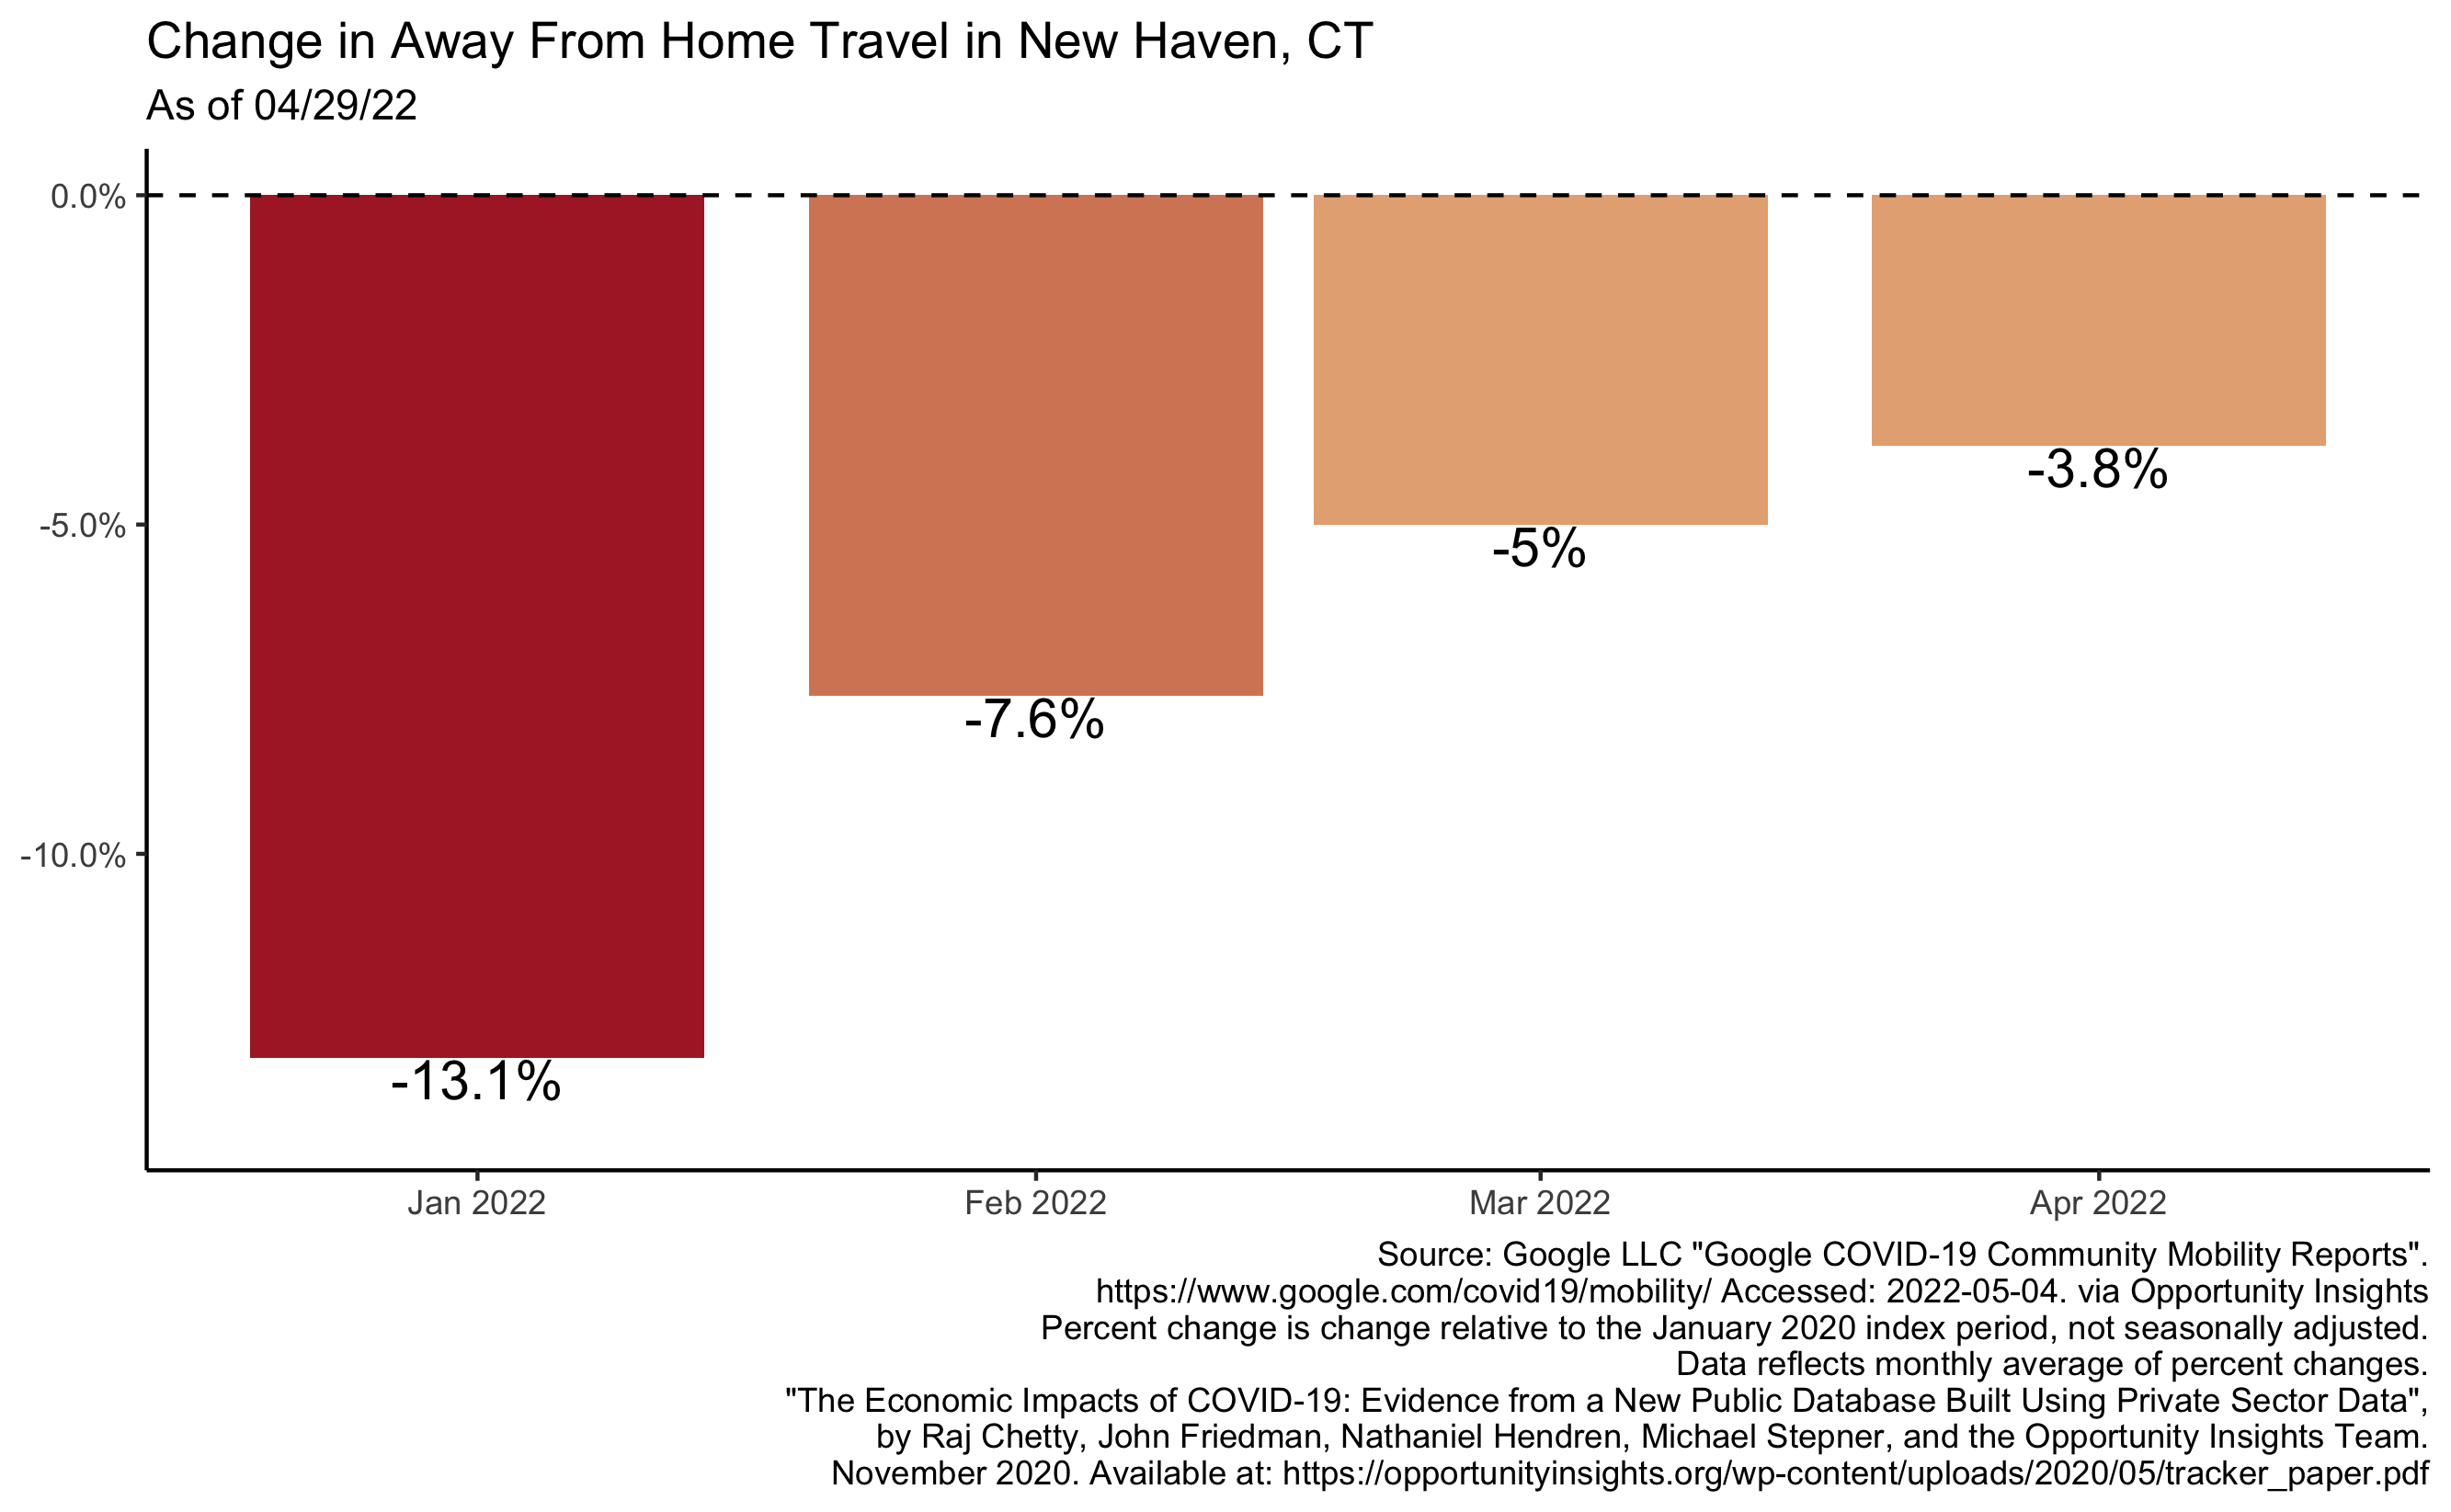 Change in Away From Home Travel in New Haven, CT
As of 04/29/22
0.0%
-5.0%
-10.0%
-13.1%
-7.6%
-5%
-3.8%
Jan 2022
Feb 2022
Mar 2022
Apr 2022
Source: Google LLC "Google COVID-19 Community Mobility Reports".
https://www.google.com/covid19/mobility/ Accessed: 2022-05-04. via Opportunity Insights
Percent change is change relative to the January 2020 index period, not seasonally adjusted.
Data reflects monthly average of percent changes.
"The Economic Impacts of COVID-19: Evidence from a New Public Database Built Using Private Sector Data",
by Raj Chetty, John Friedman, Nathaniel Hendren, Michael Stepner, and the Opportunity Insights Team.
November 2020. Available at: https://opportunityinsights.org/wp-content/uploads/2020/05/tracker_paper.pdf